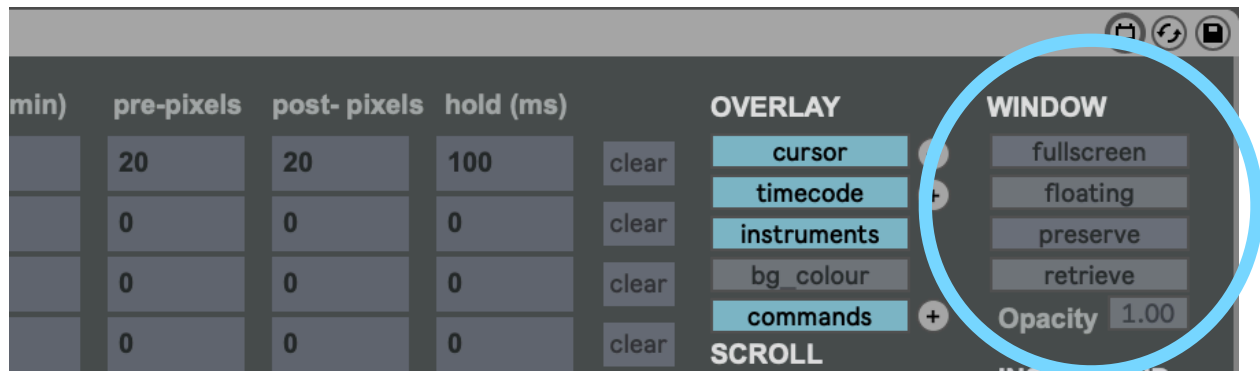 min) pre-pixels post- pixels hold (ms) OVERLAY WINDOW
20 20 100 clear cursor fullscreen
timecode + floating
0 0 0 clear instruments preserve
0 0 0 clear bg_colour retrieve
commands + Opacity 1.00
0 0 0 clear SCROLL